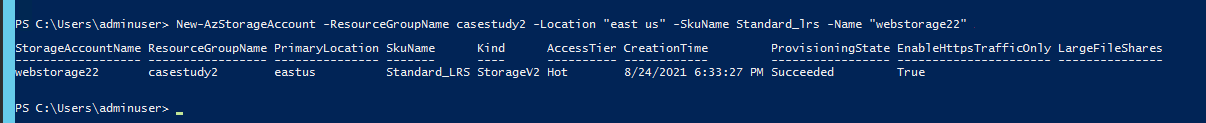 PS C:\Users\adminuser> New-AzStorageAccount -ResourceGroupName casestudy2 -Location "east us" -SkuName Standard_lrs -Name "webstorage22"
StorageAccountName ResourceGroupName PrimaryLocation SkuName Kind AccessTier CreationTime ProvisioningState EnableHttpsTrafficOnly LargeFileShares
------------------ ----------------- --------------- ------- ---- ---------- ------------ ----------------- ---------------------- ---------------
webstorage22 casestudy2 eastus Standard_LRS StorageV2 Hot 8/24/2021 6:33:27 PM Succeeded True
PS C:\Users\adminuser>